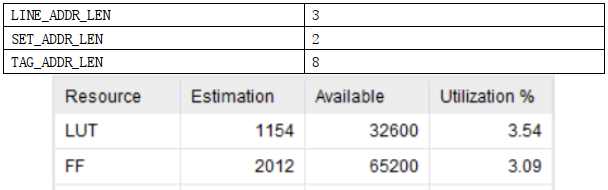 LINE_ADDR_LEN 3
SET_ADDR_LEN 2
TAG_ADDR_LEN 8
Resource Estimation Available Utilization %
LUT 1154 32600 3.54
FF 2012 65200 3.09